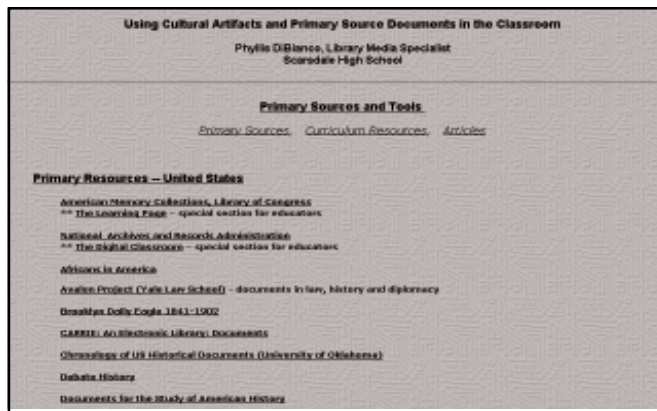 Using Cultural Artifacts and Primary Source Documents in the Classroom
Phyllis DiBianco, Library Media Specialist
Scarsdale High School
Primary Sources and Tools
Primary Sources, Curriculum Resources, Articles
Primary Resources -- United States
American Memory Collections, Library of Congress
** The Learning Page - special section for educators
National Archives and Records Administration
** The Digital Classroom - special section for educators
Africans in America
Avalon Project (Yale Law School) - documents in law, history and diplomacy
Brooklyn Daily Eagle 1841-1902
CARRIE: An Electronic Library: Documents
Chronology of US Historical Documents (University of Oklahoma)
Debate History
Documents for the Study of American History